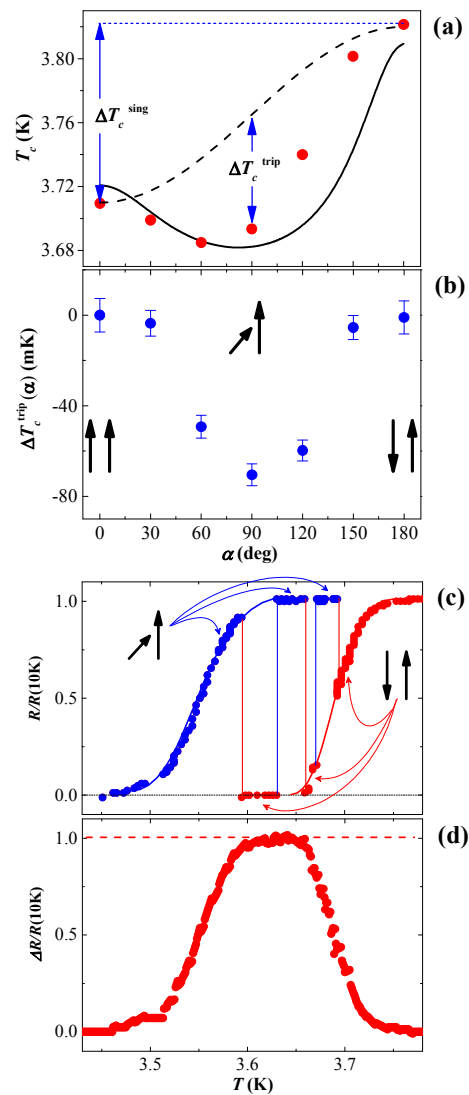 (a)
3.80
3.76
3.72
3.68
T_c (K)
ΔT_c^sing
ΔT_c^trip
(b)
0
-40
-80
ΔT_c^trip(α) (mK)
0 30 60 90 120 150 180
α (deg)
(c)
1.0
0.5
0.0
R/R(10K)
(d)
1.0
0.5
0.0
ΔR/R(10K)
3.5 3.6 3.7
T (K)